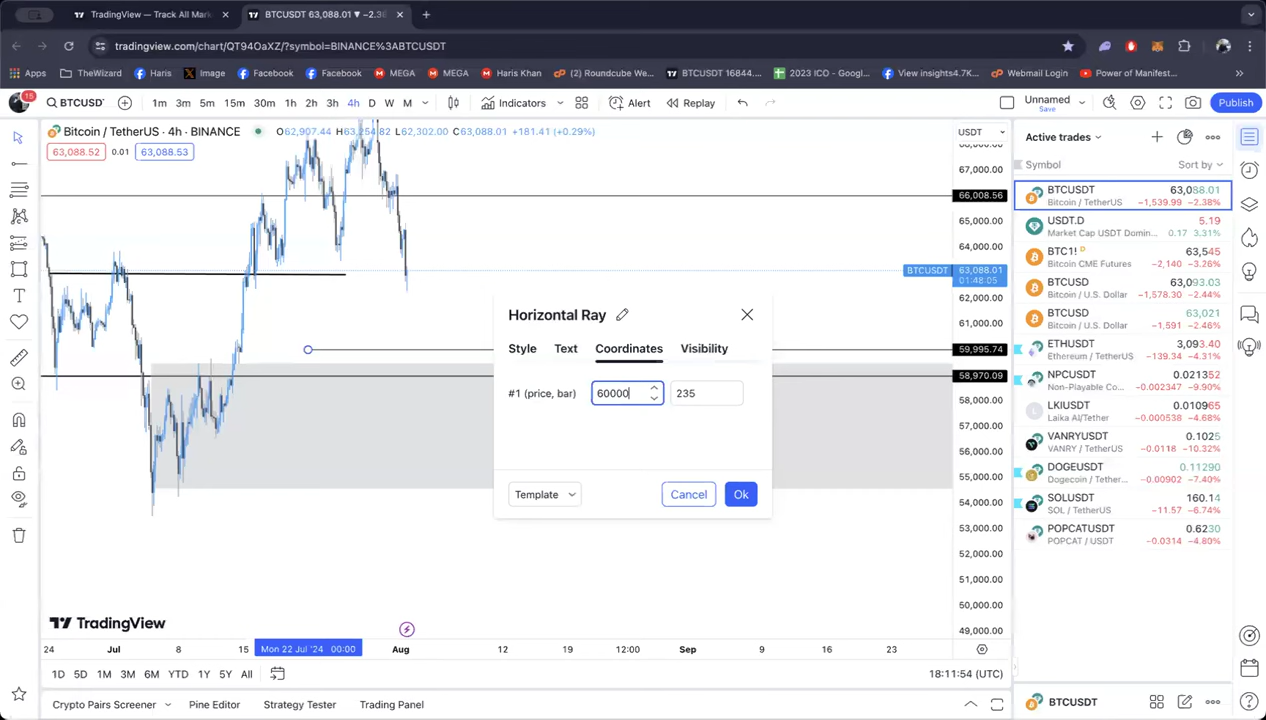 TradingView — Track All Mark
BTCUSDT 63,088.01 ▼ −2.3
tradingview.com/chart/QT94OaXZ/?symbol=BINANCE%3ABTCUSDT
Apps TheWizard Haris Image Facebook Facebook MEGA MEGA Haris Khan (2) Roundcube We... BTCUSDT 16844.... 2023 ICO - Googl... View insights4.7K... Webmail Login Power of Manifest...
15
BTCUSD 1m 3m 5m 15m 30m 1h 2h 3h 4h D W M Indicators Alert Replay Unnamed Save Publish
Bitcoin / TetherUS · 4h · BINANCE O62,907.44 H63,254.82 L62,302.00 C63,088.01 +181.41 (+0.29%)
63,088.52 0.01 63,088.53
USDT
67,000.00
66,008.56
65,000.00
64,000.00
BTCUSDT 63,088.01
01:48:05
62,000.00
61,000.00
59,995.74
58,970.09
58,000.00
57,000.00
56,000.00
55,000.00
54,000.00
53,000.00
52,000.00
51,000.00
50,000.00
49,000.00
Horizontal Ray
Style Text Coordinates Visibility
#1 (price, bar) 60000 235
Template Cancel Ok
TradingView
24 Jul 8 15 Mon 22 Jul '24 00:00 Aug 12 19 12:00 Sep 9 16 23
1D 5D 1M 3M 6M YTD 1Y 5Y All 18:11:54 (UTC)
Crypto Pairs Screener Pine Editor Strategy Tester Trading Panel
Active trades
Symbol Sort by
BTCUSDT 63,088.01
Bitcoin / TetherUS −1,539.99 −2.38%
USDT.D 5.19
Market Cap USDT Domin... 0.17 3.31%
BTC1! D 63,545
Bitcoin CME Futures −2,140 −3.26%
BTCUSD 63,093.03
Bitcoin / U.S. Dollar −1,578.30 −2.44%
BTCUSD 63,021
Bitcoin / U.S. Dollar −1,591 −2.46%
ETHUSDT 3,093.40
Ethereum / TetherUS −139.34 −4.31%
NPCUSDT 0.021352
Non-Playable Co... −0.002347 −9.90%
LKIUSDT 0.010965
Laika AI/Tether −0.000538 −4.68%
VANRYUSDT 0.1025
VANRY / TetherUS −0.0118 −10.32%
DOGEUSDT 0.11290
Dogecoin / Tether... −0.00902 −7.40%
SOLUSDT 160.14
SOL / TetherUS −11.57 −6.74%
POPCATUSDT 0.6230
POPCAT / USDT −0.0314 −4.80%
BTCUSDT